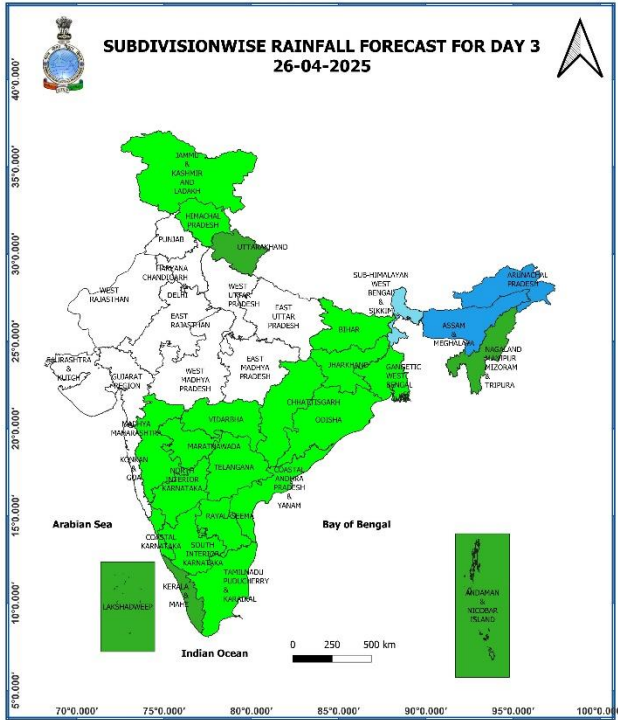 SUBDIVISIONWISE RAINFALL FORECAST FOR DAY 3
26-04-2025
40°0.000'
35°0.000'
30°0.000'
25°0.000'
20°0.000'
15°0.000'
10°0.000'
5°0.000'
JAMMU
&
KASHMIR
AND
LADAKH
HIMACHAL
PRADESH
PUNJAB
UTTARAKHAND
HARYANA
CHANDIGARH
&
DELHI
WEST
RAJASTHAN
WEST
UTTAR
PRADESH
EAST
RAJASTHAN
EAST
UTTAR
PRADESH
SUB-HIMALAYAN
WEST
BENGAL
&
SIKKIM
ARUNACHAL
PRADESH
ASSAM
&
MEGHALAYA
NAGALAND
MANIPUR
MIZORAM
&
TRIPURA
BIHAR
SAURASHTRA
&
KUTCH
GUJARAT
REGION
WEST
MADHYA
PRADESH
EAST
MADHYA
PRADESH
JHARKHAND
GANGETIC
WEST
BENGAL
CHHATTISGARH
ODISHA
VIDARBHA
MADHYA
MAHARASHTRA
MARATHAWADA
KONKAN
&
GOA
NORTH
INTERIOR
KARNATAKA
TELANGANA
COASTAL
ANDHRA
PRADESH
&
YANAM
RAYALASEEMA
COASTAL
KARNATAKA
SOUTH
INTERIOR
KARNATAKA
TAMILNADU
PUDUCHERRY
&
KARAIKAL
KERALA
&
MAHE
LAKSHADWEEP
ANDAMAN
&
NICOBAR
ISLAND
Arabian Sea
Bay of Bengal
Indian Ocean
0 250 500 km
70°0.000' 75°0.000' 80°0.000' 85°0.000' 90°0.000' 95°0.000' 100°0.000'